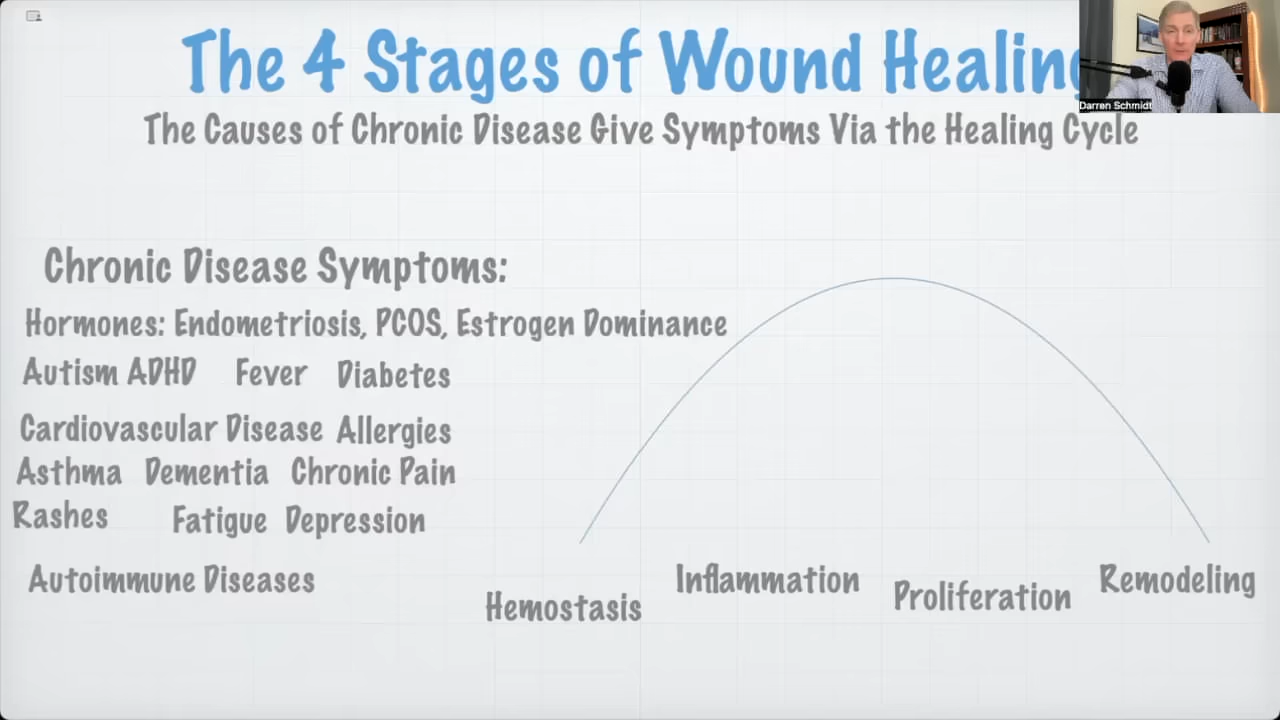 The 4 Stages of Wound Healing
Darren Schmidt
The Causes of Chronic Disease Give Symptoms Via the Healing Cycle
Chronic Disease Symptoms:
Hormones: Endometriosis, PCOS, Estrogen Dominance
Autism ADHD Fever Diabetes
Cardiovascular Disease Allergies
Asthma Dementia Chronic Pain
Rashes Fatigue Depression
Autoimmune Diseases
Hemostasis Inflammation Proliferation Remodeling